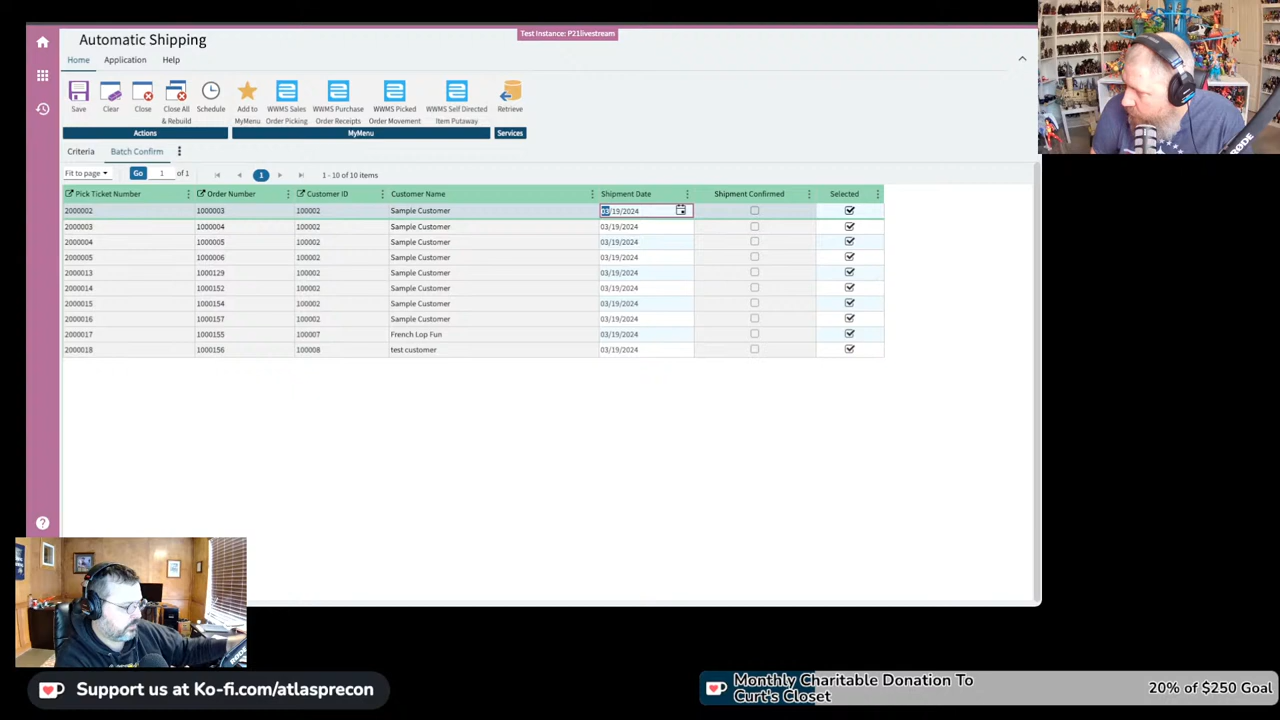 Automatic Shipping
Test Instance: P21livestream
Home Application Help
Save Clear Close Close All & Rebuild Schedule Add to MyMenu WWMS Sales Order Picking WWMS Purchase Order Receipts WWMS Picked Order Movement WWMS Self Directed Item Putaway Retrieve
Actions MyMenu Services
Criteria Batch Confirm
Fit to page Go 1 of 1 1 1 - 10 of 10 items
Pick Ticket Number Order Number Customer ID Customer Name Shipment Date Shipment Confirmed Selected
2000002 1000003 100002 Sample Customer 03/19/2024
2000003 1000004 100002 Sample Customer 03/19/2024
2000004 1000005 100002 Sample Customer 03/19/2024
2000005 1000006 100002 Sample Customer 03/19/2024
2000013 1000129 100002 Sample Customer 03/19/2024
2000014 1000152 100002 Sample Customer 03/19/2024
2000015 1000154 100002 Sample Customer 03/19/2024
2000016 1000157 100002 Sample Customer 03/19/2024
2000017 1000155 100007 French Lop Fun 03/19/2024
2000018 1000156 100008 test customer 03/19/2024
RØDE
Support us at Ko-fi.com/atlasprecon
Monthly Charitable Donation To
Curt's Closet
20% of $250 Goal